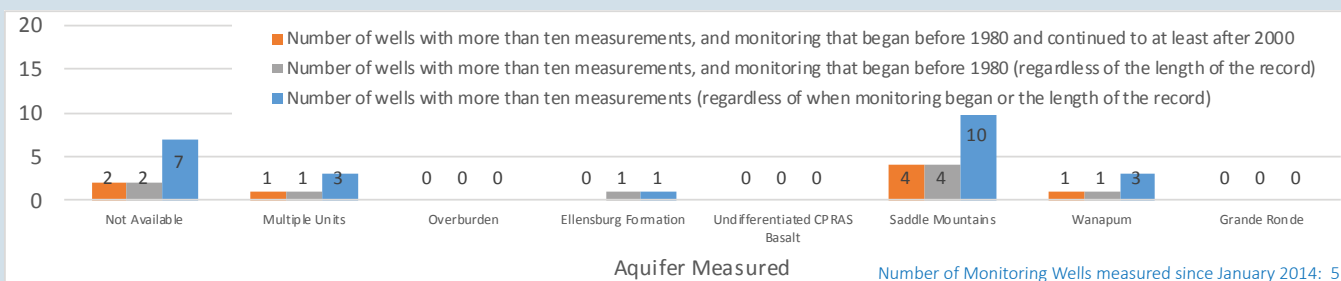 20
Number of wells with more than ten measurements, and monitoring that began before 1980 and continued to at least after 2000
15
Number of wells with more than ten measurements, and monitoring that began before 1980 (regardless of the length of the record)
Number of wells with more than ten measurements (regardless of when monitoring began or the length of the record)
10
5
0
2 2 7
1 1 3
0 0 0
0 1 1
0 0 0
4 4 10
1 1 3
0 0 0
Not Available
Multiple Units
Overburden
Ellensburg Formation
Undifferentiated CPRAS
Basalt
Saddle Mountains
Wanapum
Grande Ronde
Aquifer Measured
Number of Monitoring Wells measured since January 2014: 5